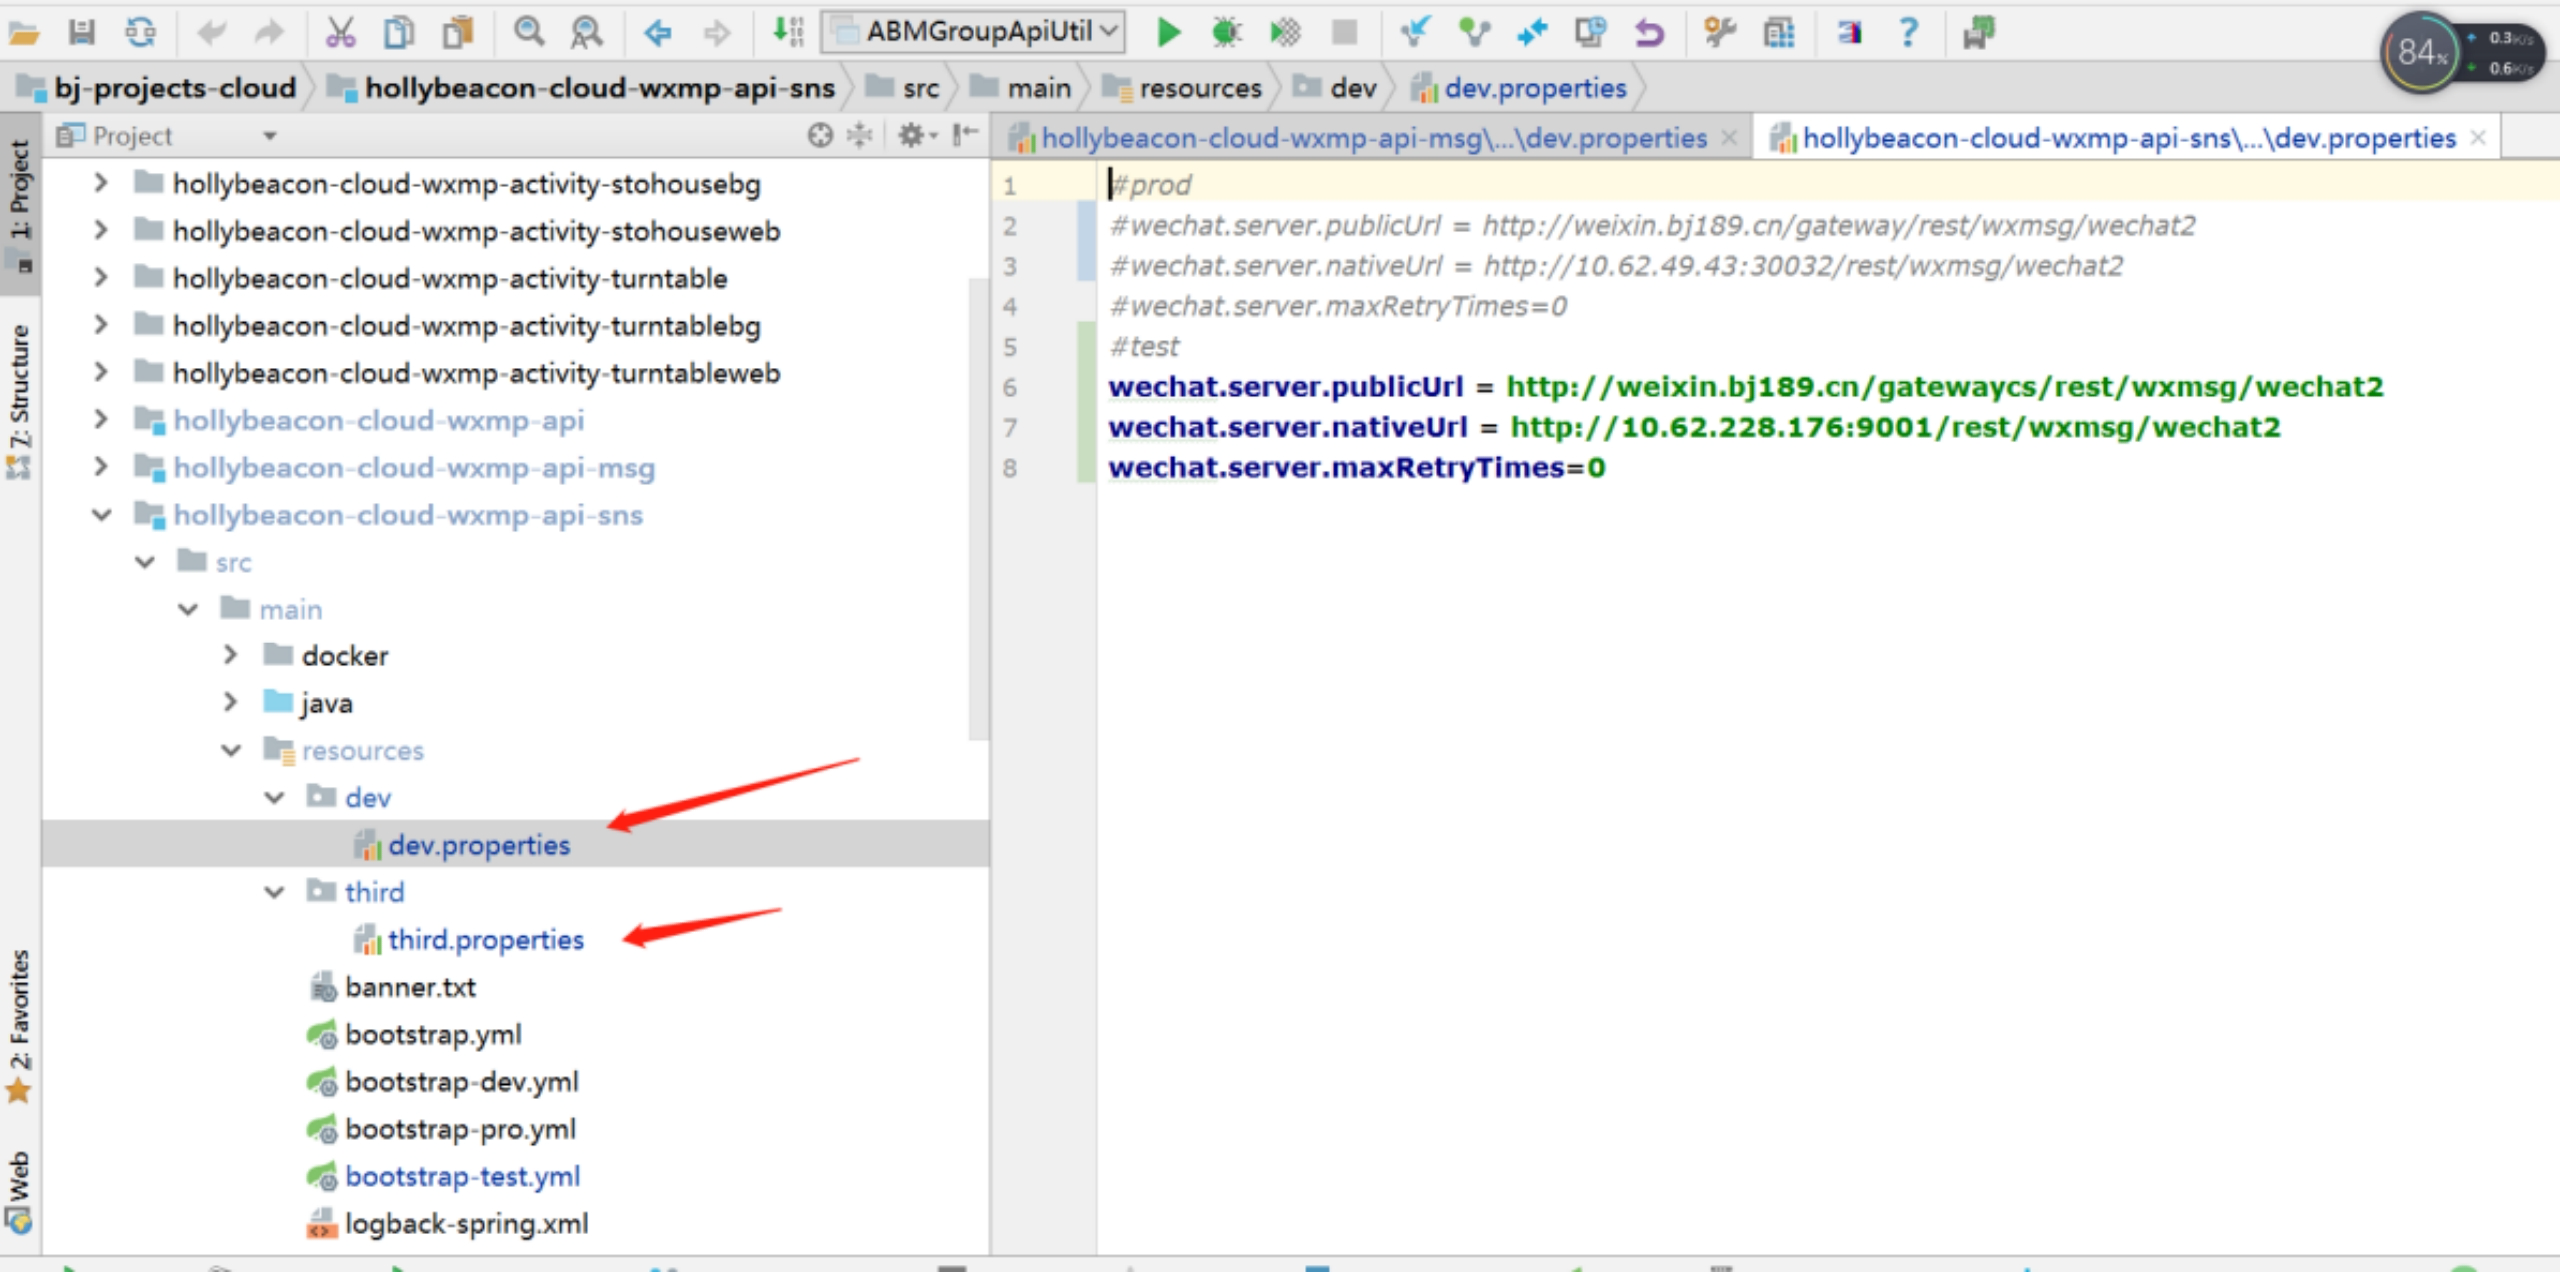 ABMGroupApiUtil
84%
0.3K/s
0.6K/s
bj-projects-cloud
hollybeacon-cloud-wxmp-api-sns
src
main
resources
dev
dev.properties
Project
hollybeacon-cloud-wxmp-api-msg\...\dev.properties
hollybeacon-cloud-wxmp-api-sns\...\dev.properties
1: Project
7: Structure
2: Favorites
Web
hollybeacon-cloud-wxmp-activity-stohousebg
hollybeacon-cloud-wxmp-activity-stohouseweb
hollybeacon-cloud-wxmp-activity-turntable
hollybeacon-cloud-wxmp-activity-turntablebg
hollybeacon-cloud-wxmp-activity-turntableweb
hollybeacon-cloud-wxmp-api
hollybeacon-cloud-wxmp-api-msg
hollybeacon-cloud-wxmp-api-sns
src
main
docker
java
resources
dev
dev.properties
third
third.properties
banner.txt
bootstrap.yml
bootstrap-dev.yml
bootstrap-pro.yml
bootstrap-test.yml
logback-spring.xml
1 #prod
2 #wechat.server.publicUrl = http://weixin.bj189.cn/gateway/rest/wxmsg/wechat2
3 #wechat.server.nativeUrl = http://10.62.49.43:30032/rest/wxmsg/wechat2
4 #wechat.server.maxRetryTimes=0
5 #test
6 wechat.server.publicUrl = http://weixin.bj189.cn/gatewaycs/rest/wxmsg/wechat2
7 wechat.server.nativeUrl = http://10.62.228.176:9001/rest/wxmsg/wechat2
8 wechat.server.maxRetryTimes=0